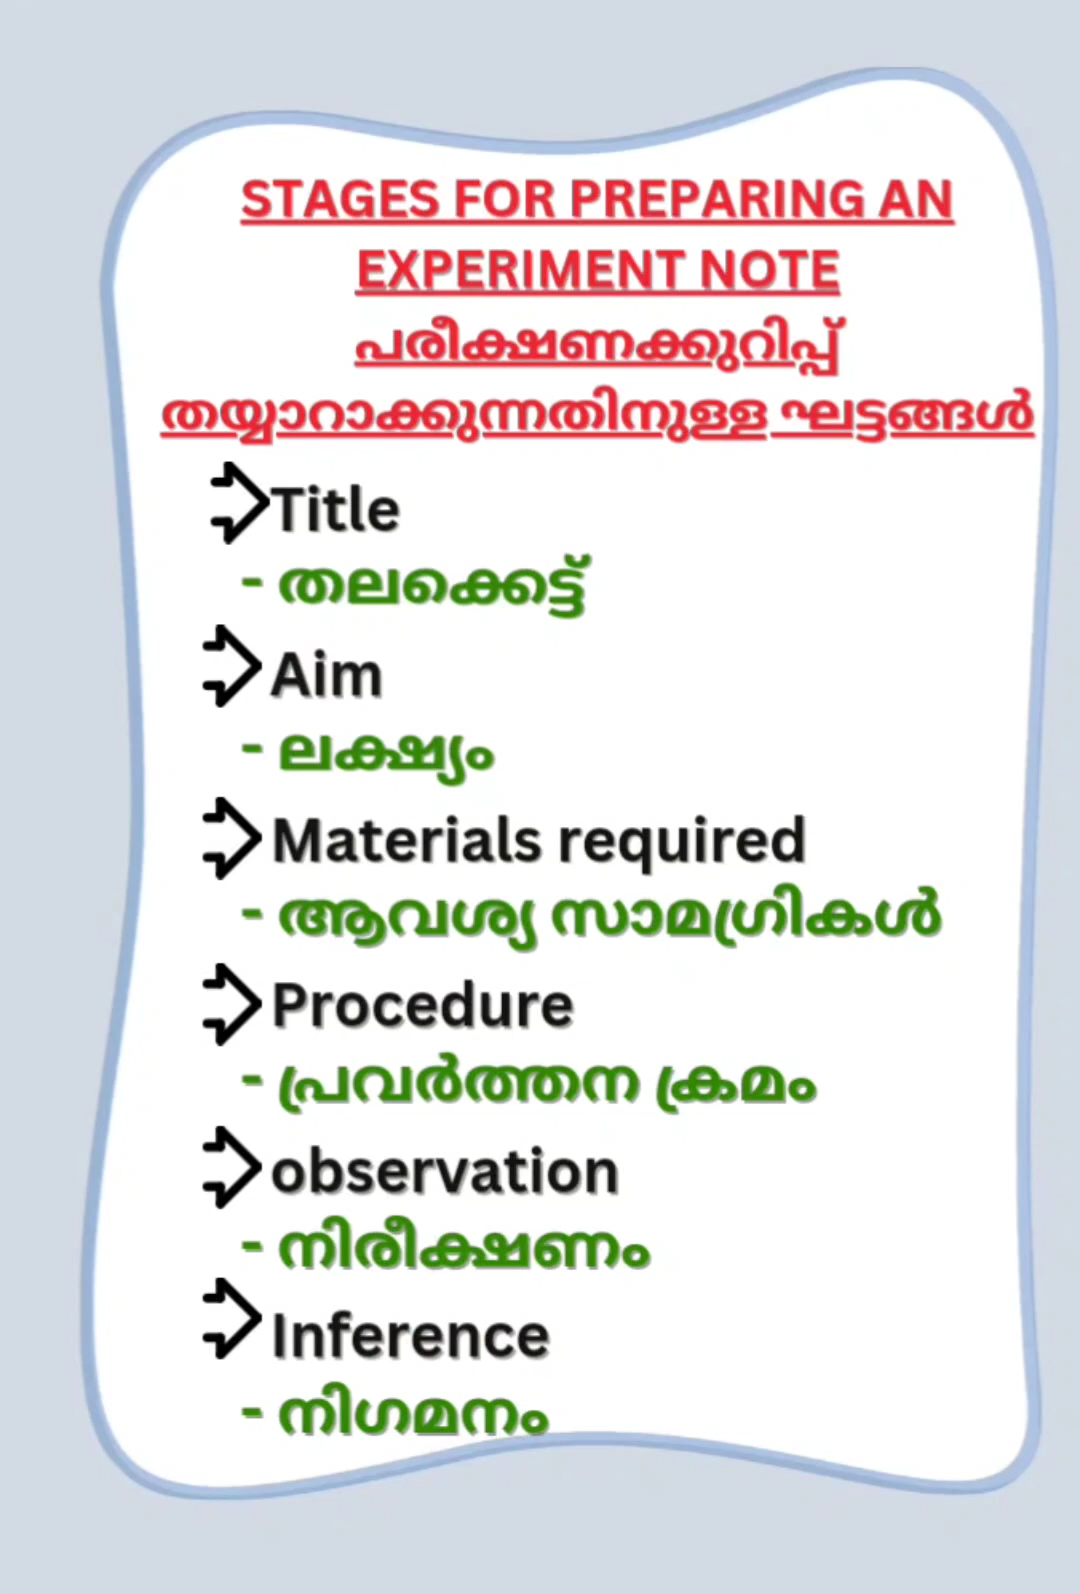 STAGES FOR PREPARING AN
EXPERIMENT NOTE
പരീക്ഷണക്കുറിപ്പ്
തയ്യാറാക്കുന്നതിനുള്ള ഘട്ടങ്ങൾ
Title
- തലക്കെട്ട്
Aim
- ലക്ഷ്യം
Materials required
- ആവശ്യ സാമഗ്രികൾ
Procedure
- പ്രവർത്തന ക്രമം
observation
- നിരീക്ഷണം
Inference
- നിഗമനം